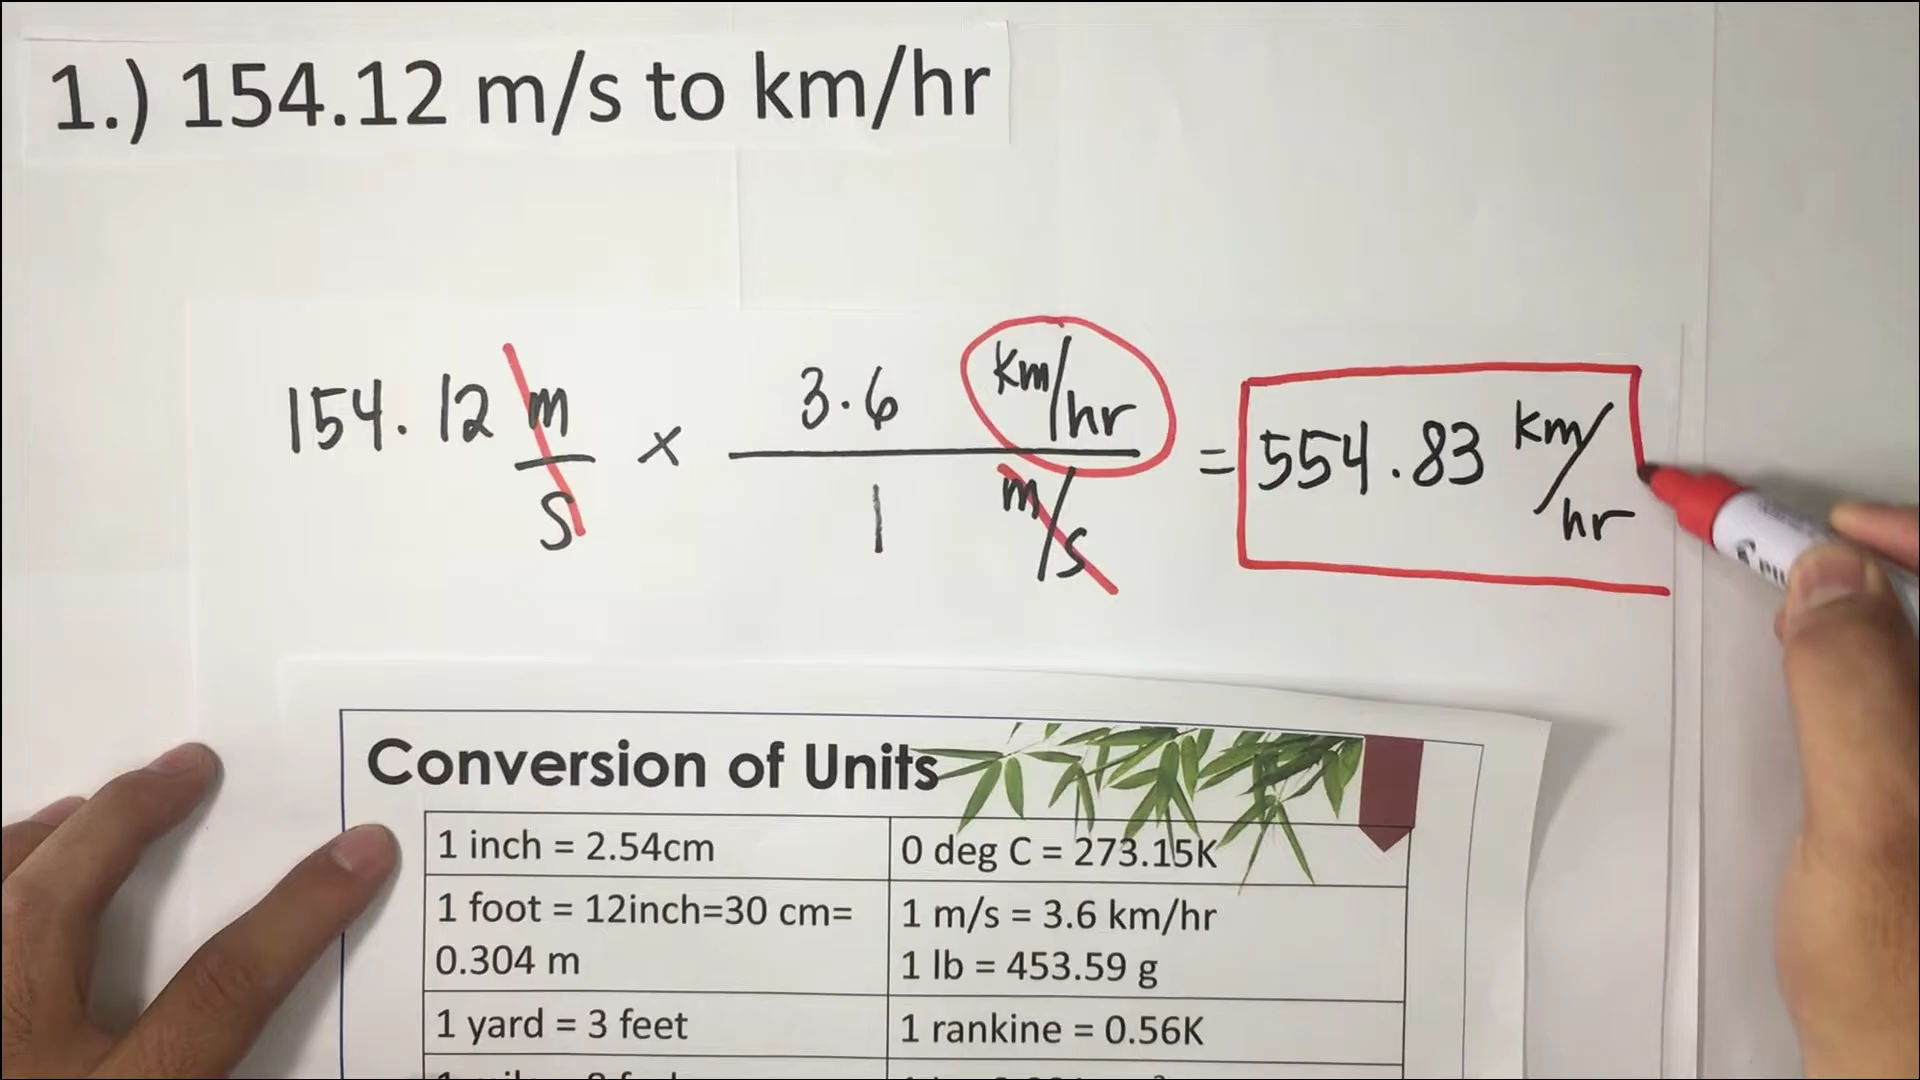 1.) 154.12 m/s to km/hr
154.12 m/s × 3.6 km/hr / 1 m/s = 554.83 km/hr
Conversion of Units
1 inch = 2.54cm
0 deg C = 273.15K
1 foot = 12inch=30 cm=
0.304 m
1 m/s = 3.6 km/hr
1 lb = 453.59 g
1 yard = 3 feet
1 rankine = 0.56K